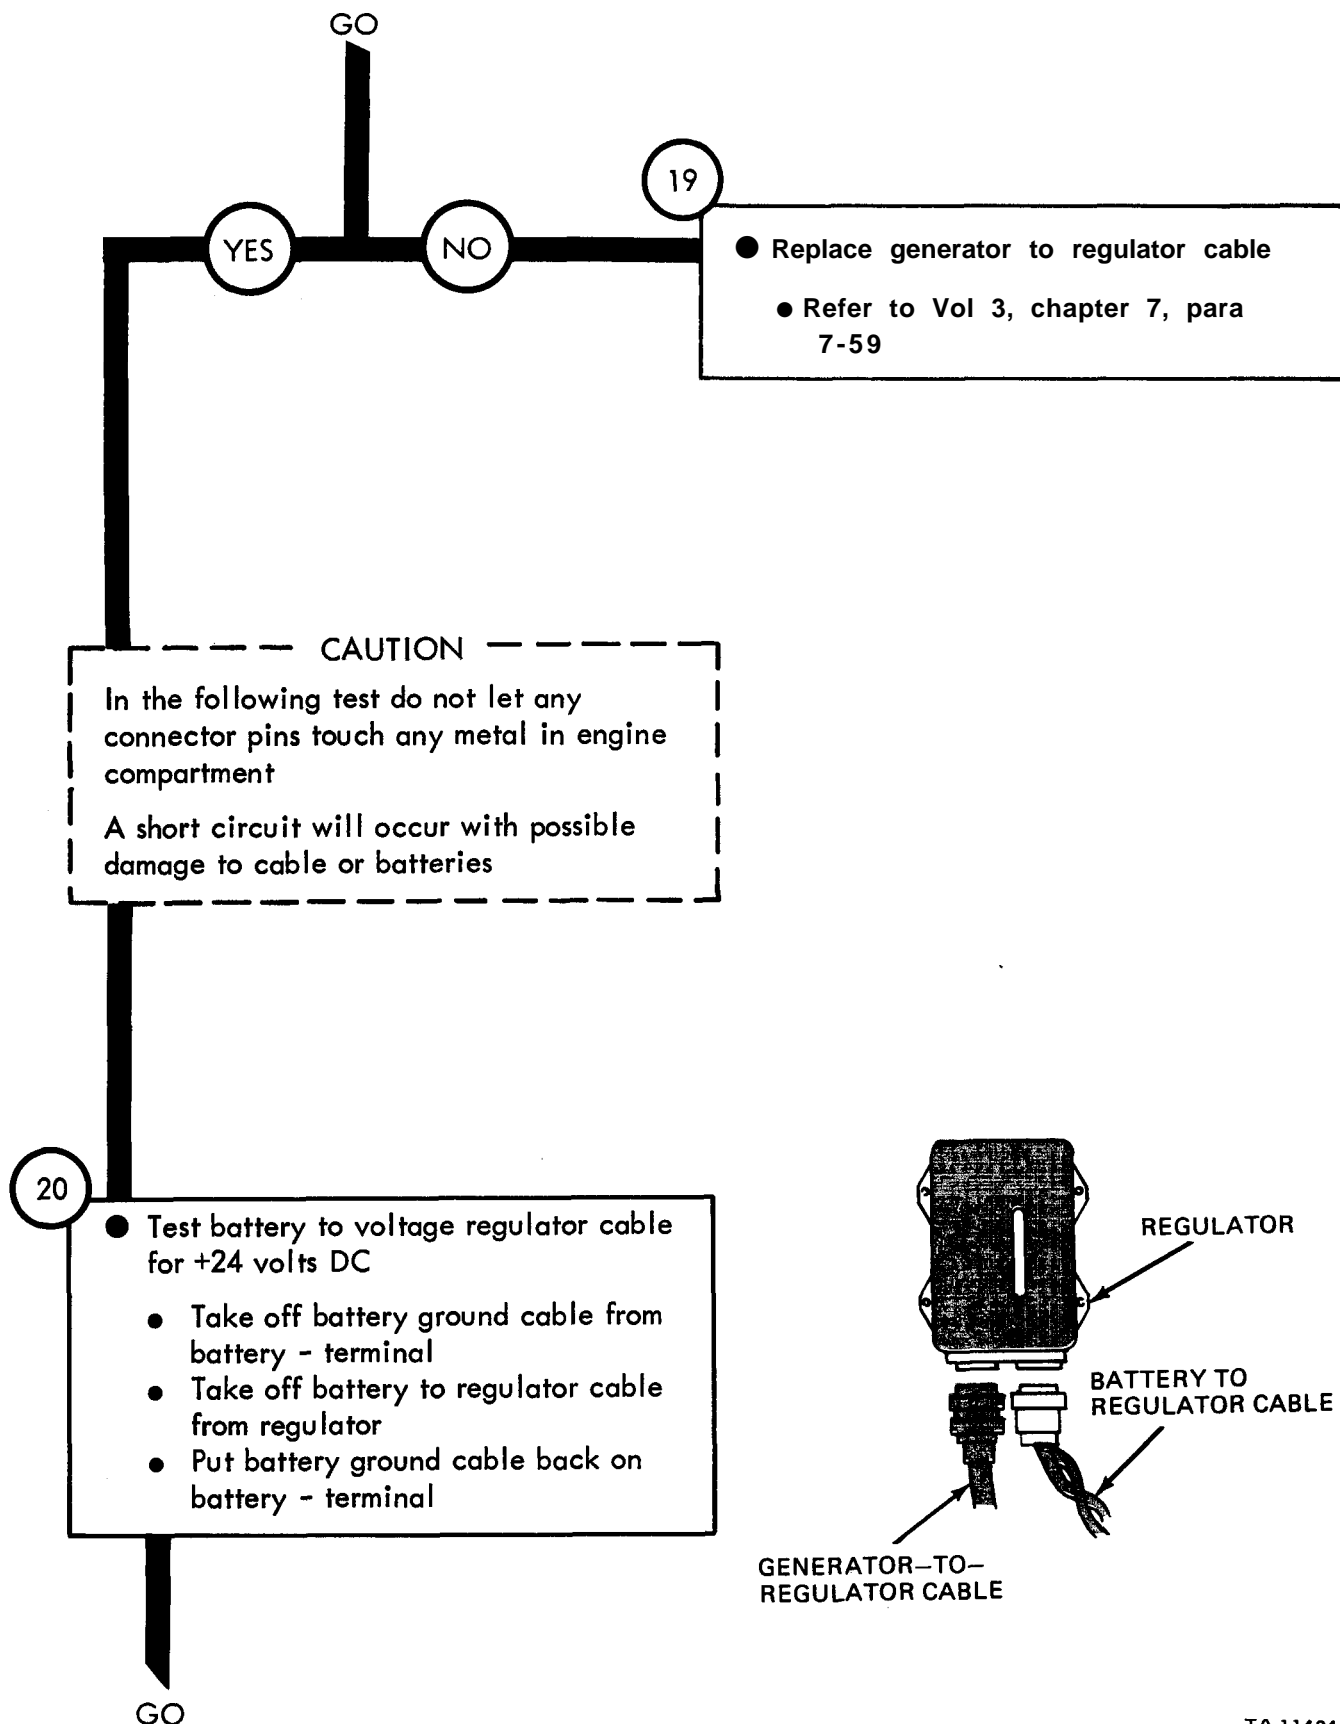 GO
19
YES
NO
● Replace generator to regulator cable
● Refer to Vol 3, chapter 7, para
7-59
CAUTION
In the following test do not let any
connector pins touch any metal in engine
compartment
A short circuit will occur with possible
damage to cable or batteries
20
● Test battery to voltage regulator cable
for +24 volts DC
● Take off battery ground cable from
battery - terminal
● Take off battery to regulator cable
from regulator
● Put battery ground cable back on
battery - terminal
REGULATOR
BATTERY TO
REGULATOR CABLE
GENERATOR-TO-
REGULATOR CABLE
GO